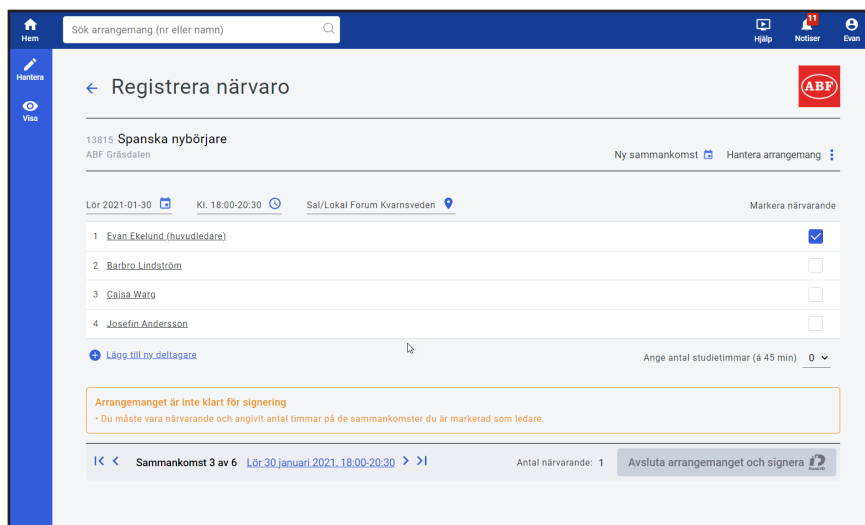 Hem
Sök arrangemang (nr eller namn)
11
Hjälp
Notiser
Evan
Hantera
Visa
Registrera närvaro
ABF
13815 Spanska nybörjare
ABF Gräsdalen
Ny sammankomst
Hantera arrangemang
Lör 2021-01-30
Kl. 18:00-20:30
Sal/Lokal Forum Kvarnsveden
Markera närvarande
1 Evan Ekelund (huvudledare)
2 Barbro Lindström
3 Cajsa Warg
4 Josefin Andersson
Lägg till ny deltagare
Ange antal studietimmar (á 45 min) 0
Arrangemanget är inte klart för signering
• Du måste vara närvarande och angivit antal timmar på de sammankomster du är markerad som ledare.
Sammankomst 3 av 6 Lör 30 januari 2021, 18:00-20:30
Antal närvarande: 1
Avsluta arrangemanget och signera
BankID